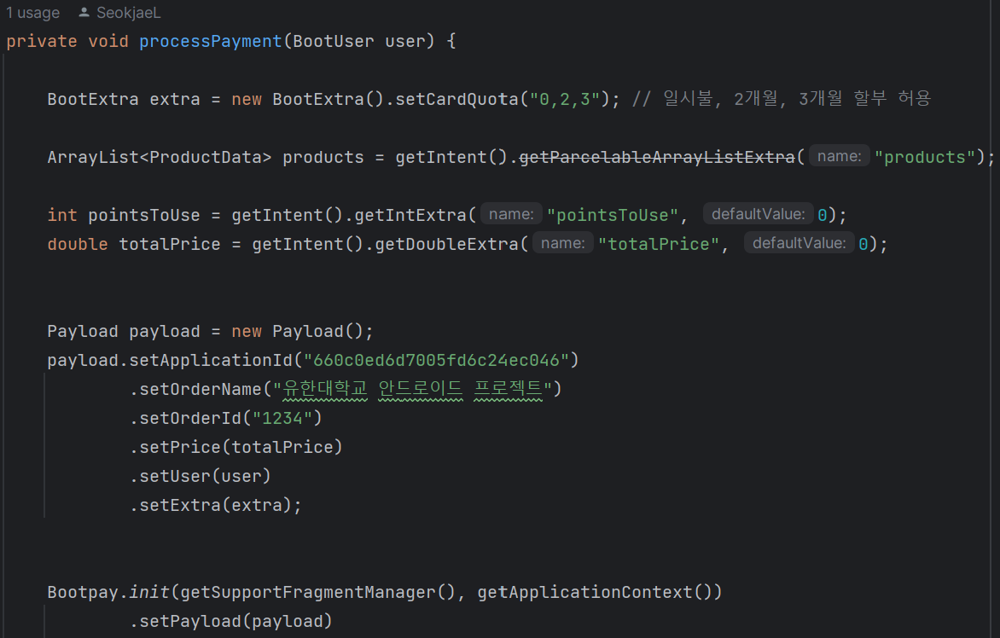 1 usage SeokjaeL
private void processPayment(BootUser user) {
BootExtra extra = new BootExtra().setCardQuota("0,2,3"); // 일시불, 2개월, 3개월 할부 허용
ArrayList<ProductData> products = getIntent().getParcelableArrayListExtra( name: "products");
int pointsToUse = getIntent().getIntExtra( name: "pointsToUse", defaultValue: 0);
double totalPrice = getIntent().getDoubleExtra( name: "totalPrice", defaultValue: 0);
Payload payload = new Payload();
payload.setApplicationId("660c0ed6d7005fd6c24ec046")
.setOrderName("유한대학교 안드로이드 프로젝트")
.setOrderId("1234")
.setPrice(totalPrice)
.setUser(user)
.setExtra(extra);
Bootpay.init(getSupportFragmentManager(), getApplicationContext())
.setPayload(payload)